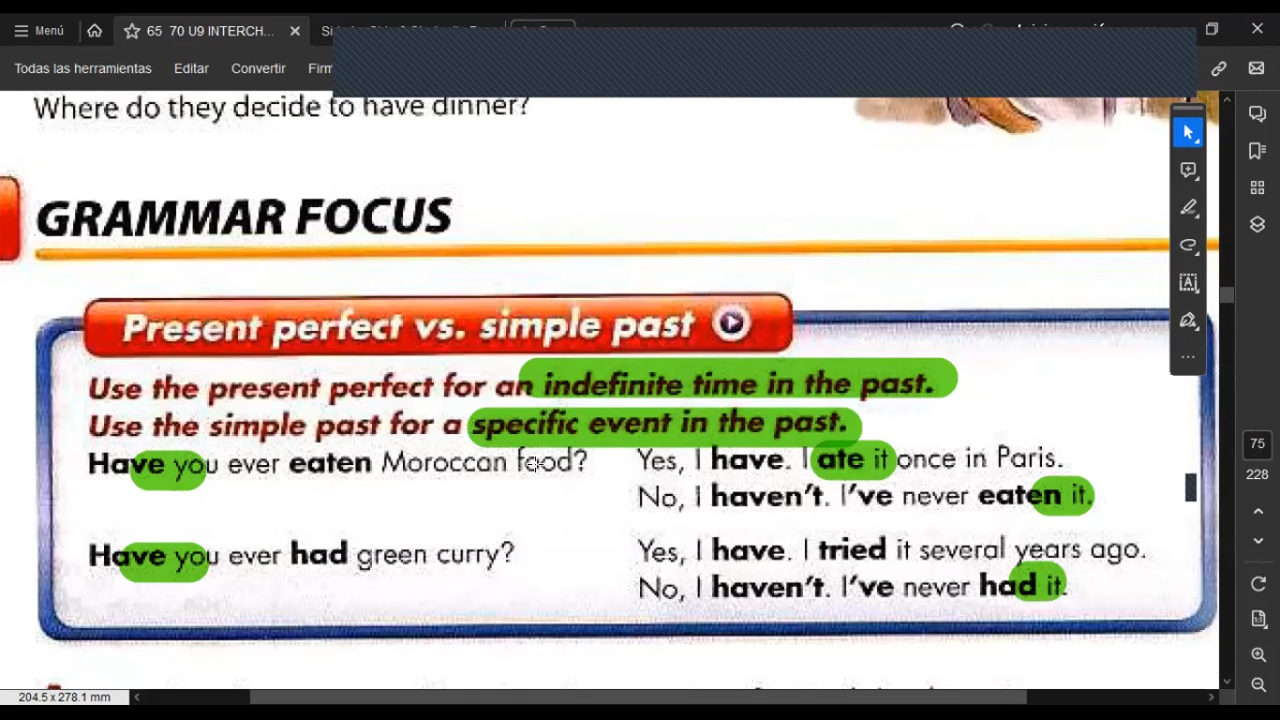 Menú
65 70 U9 INTERCH...
Todas las herramientas Editar Convertir
Where do they decide to have dinner?
GRAMMAR FOCUS
Present perfect vs. simple past
Use the present perfect for an indefinite time in the past.
Use the simple past for a specific event in the past.
Have you ever eaten Moroccan food? Yes, I have. I ate it once in Paris.
No, I haven't. I've never eaten it.
Have you ever had green curry? Yes, I have. I tried it several years ago.
No, I haven't. I've never had it.
75
228
204.5 x 278.1 mm